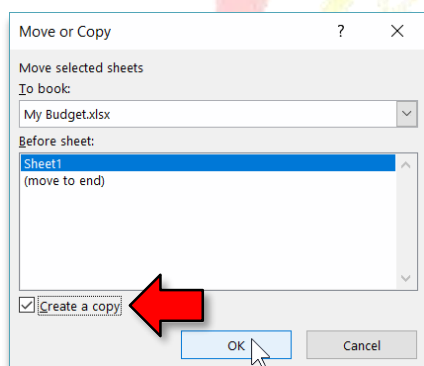 Move or Copy ?
Move selected sheets
To book:
My Budget.xlsx
Before sheet:
Sheet1
(move to end)
Create a copy
OK Cancel